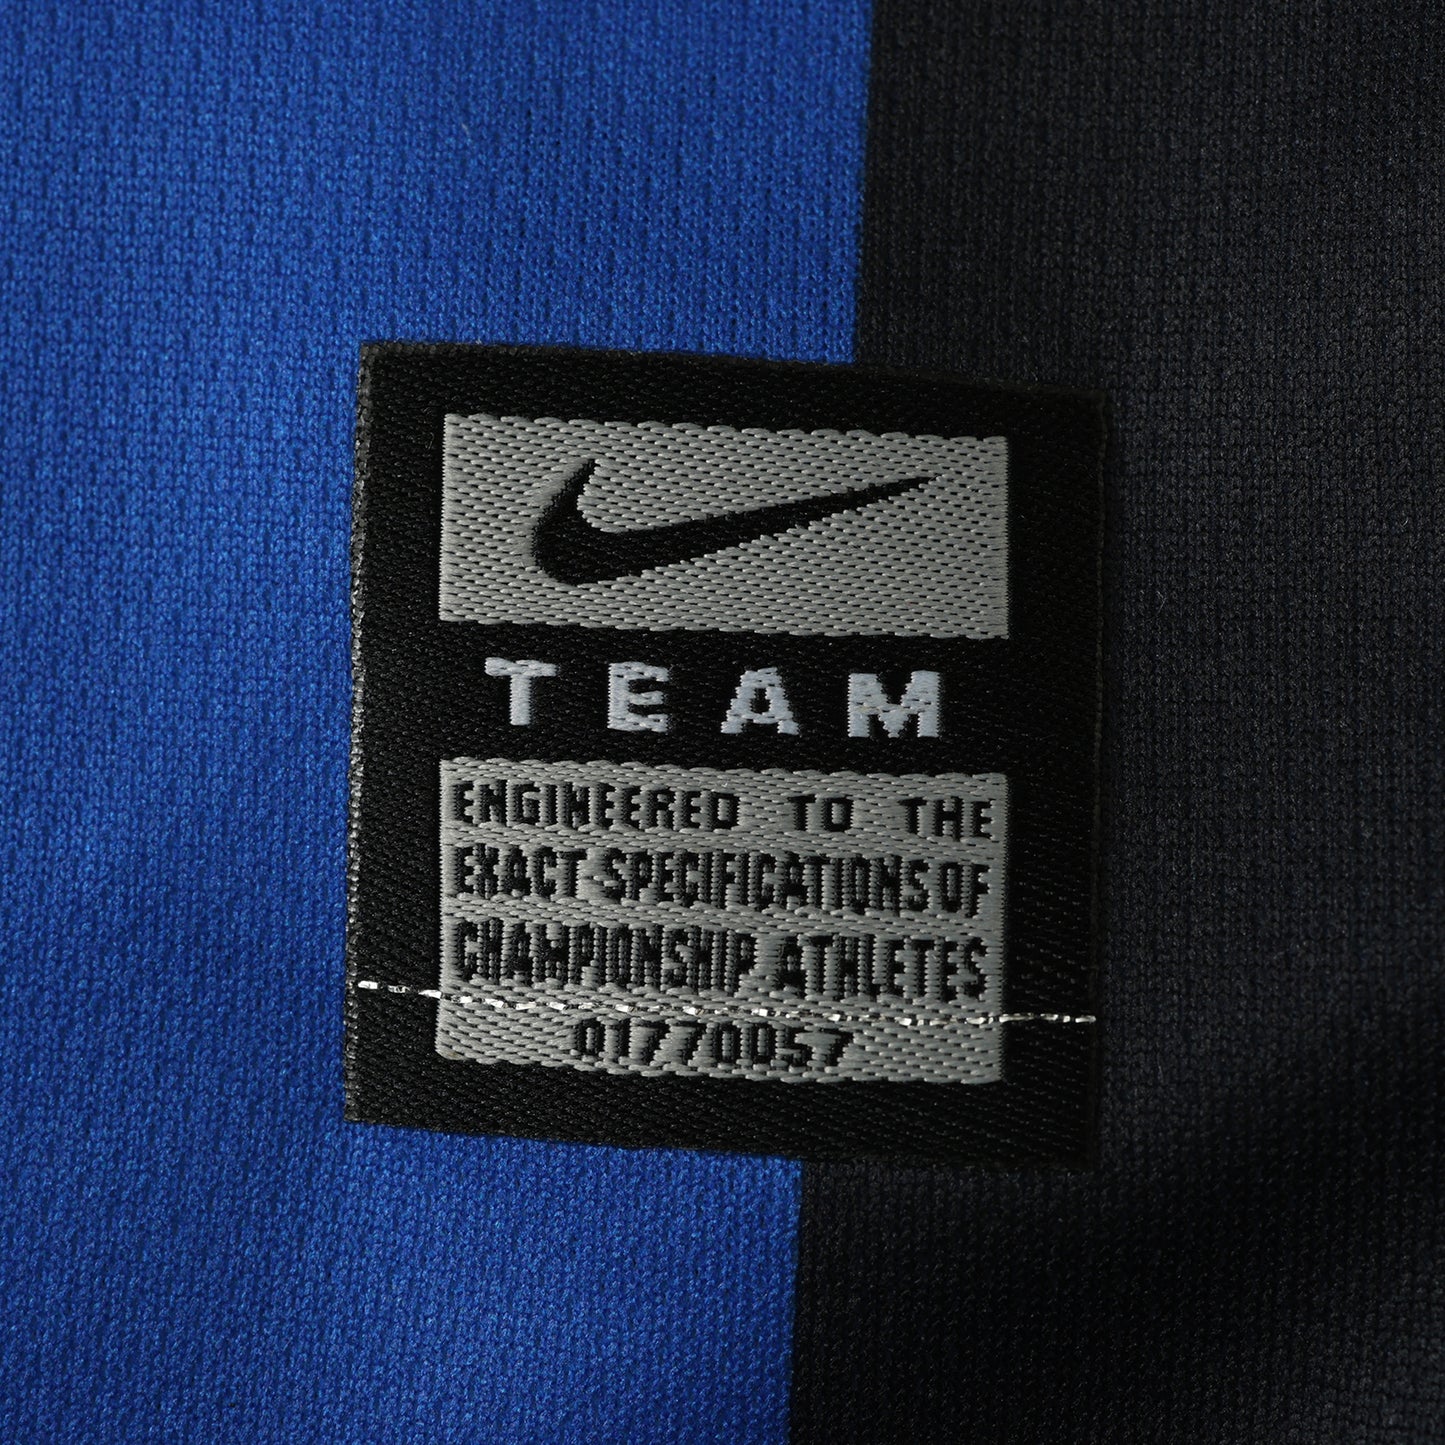 TEAM
ENGINEERED TO THE
EXACT SPECIFICATIONS OF
CHAMPIONSHIP ATHLETES
01770057